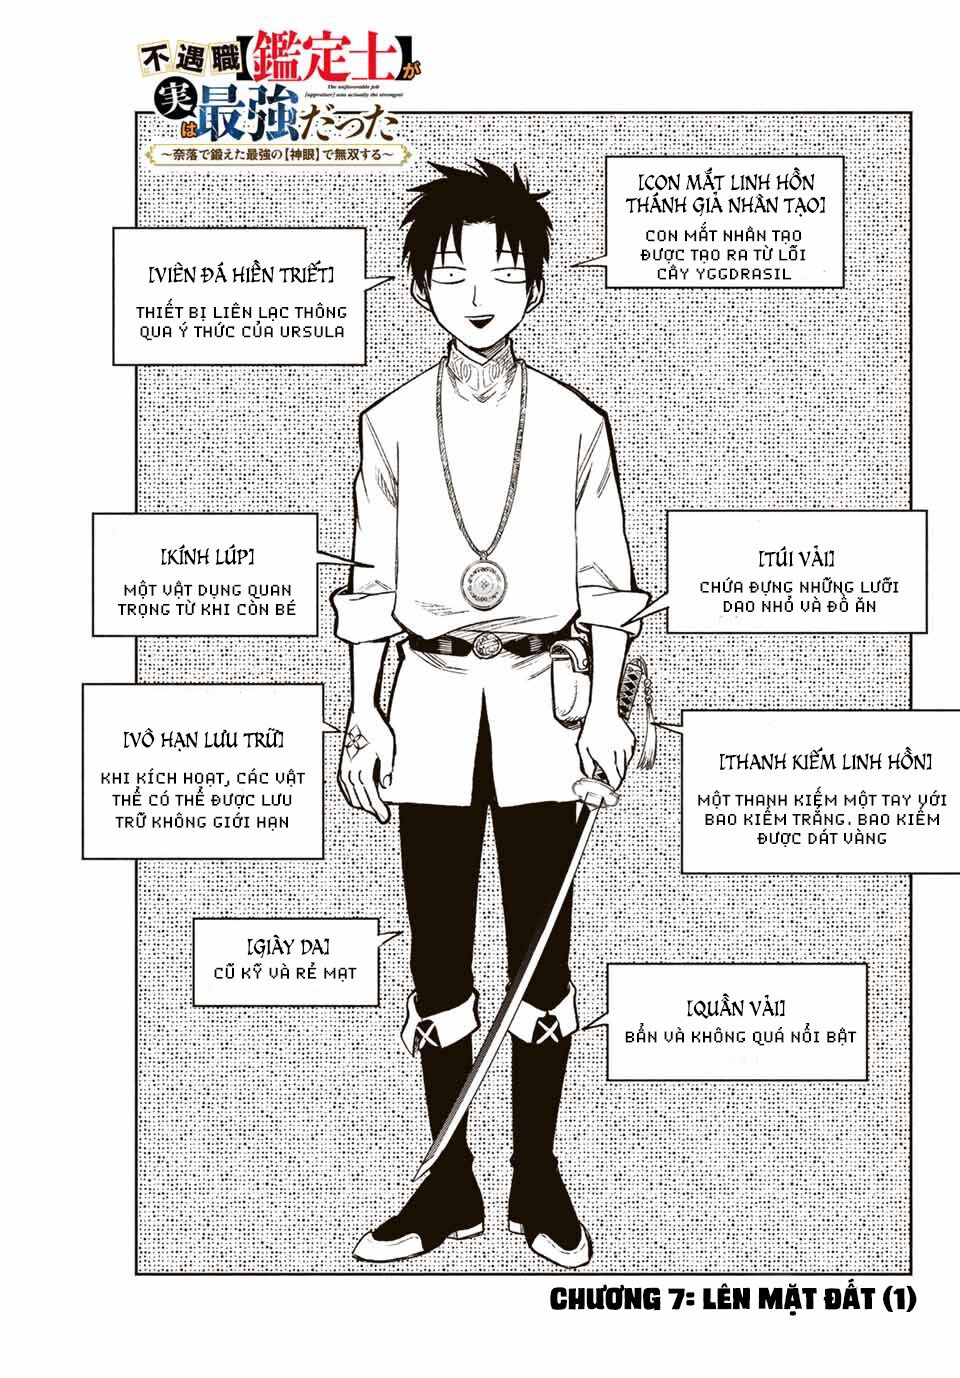 不遇職【鑑定士】が
The unfavorable job
[appraiser] was actually the strongest
実は最強だった
～奈落で鍛えた最強の【神眼】で無双する～
[CON MẮT LINH HỒN
THÁNH GIẢ NHÂN TẠO]
CON MẮT NHÂN TẠO
ĐƯỢC TẠO RA TỪ LÕI
CÂY YGGDRASIL
[VIÊN ĐÁ HIỀN TRIẾT]
THIẾT BỊ LIÊN LẠC THÔNG
QUA Ý THỨC CỦA URSULA
[KÍNH LÚP]
MỘT VẬT DỤNG QUAN
TRỌNG TỪ KHI CÒN BÉ
[TÚI VẢI]
CHỨA ĐỰNG NHỮNG LƯỠI
DAO NHỎ VÀ ĐỒ ĂN
[VÔ HẠN LƯU TRỮ]
KHI KÍCH HOẠT, CÁC VẬT
THỂ CÓ THỂ ĐƯỢC LƯU
TRỮ KHÔNG GIỚI HẠN
[THANH KIẾM LINH HỒN]
MỘT THANH KIẾM MỘT TAY VỚI
BAO KIẾM TRẮNG. BAO KIẾM
ĐƯỢC DÁT VÀNG
[GIÀY DA]
CŨ KỸ VÀ RẺ MẠT
[QUẦN VẢI]
BẨN VÀ KHÔNG QUÁ NỔI BẬT
CHƯƠNG 7: LÊN MẶT ĐẤT (1)